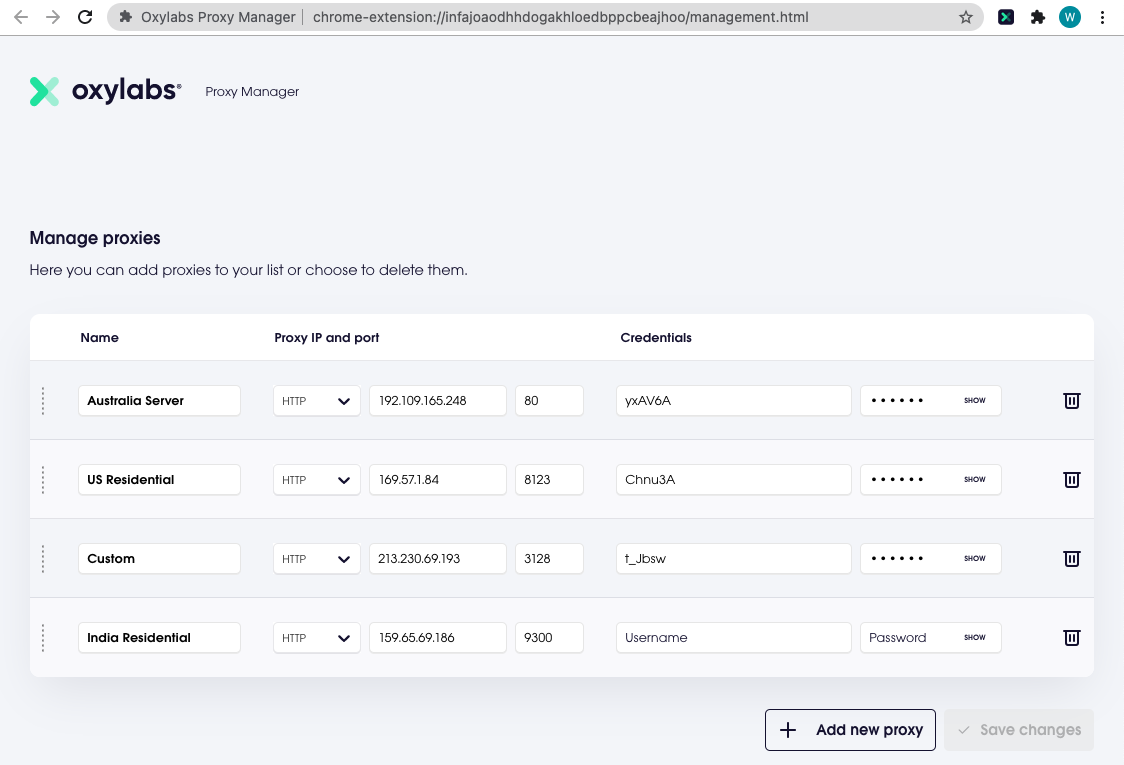 Oxylabs Proxy Manager | chrome-extension://infajoaodhhdogakhloedbppcbeajhoo/management.html
W
oxylabs® Proxy Manager
Manage proxies
Here you can add proxies to your list or choose to delete them.
Name Proxy IP and port Credentials
Australia Server HTTP 192.109.165.248 80 yxAV6A •••••• SHOW
US Residential HTTP 169.57.1.84 8123 Chnu3A •••••• SHOW
Custom HTTP 213.230.69.193 3128 t_Jbsw •••••• SHOW
India Residential HTTP 159.65.69.186 9300 Username Password SHOW
Add new proxy Save changes